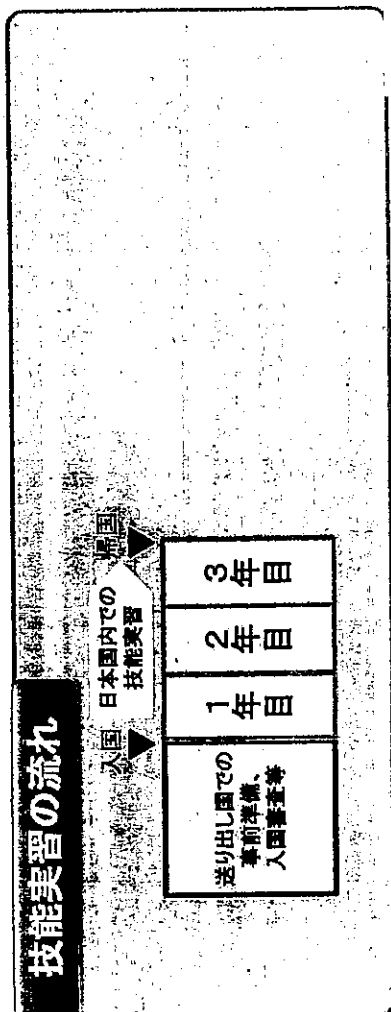 技能実習の流れ
入国
日本国内での
技能実習
帰国
送り出し国での
事前準備、
入国審査等
1
年
目
2
年
目
3
年
目